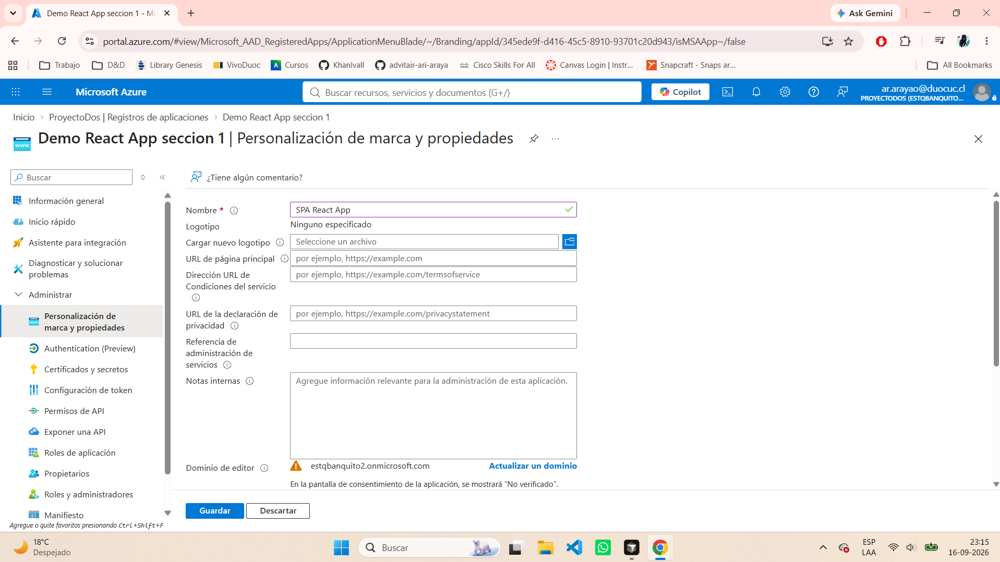 Demo React App seccion 1 - Mi
Ask Gemini
portal.azure.com/#view/Microsoft_AAD_RegisteredApps/ApplicationMenuBlade/~/Branding/appId/345ede9f-d416-45c5-8910-93701c20d943/isMSAApp~/false
Trabajo
D&D
Library Genesis
VivoDuoc
Cursos
Khanlvall
advitair-ari-araya
Cisco Skills For All
Canvas Login | Instr...
Snapcraft - Snaps ar...
All Bookmarks
Microsoft Azure
Buscar recursos, servicios y documentos (G+/)
Copilot
ar.arayao@duocuc.cl
PROYECTODOS (ESTQBANQUITO...
Inicio > ProyectoDos | Registros de aplicaciones > Demo React App seccion 1
Demo React App seccion 1 | Personalización de marca y propiedades
Buscar
¿Tiene algún comentario?
Información general
Inicio rápido
Asistente para integración
Diagnosticar y solucionar
problemas
Administrar
Personalización de
marca y propiedades
Authentication (Preview)
Certificados y secretos
Configuración de token
Permisos de API
Exponer una API
Roles de aplicación
Propietarios
Roles y administradores
Manifiesto
Agregue o quite favoritos presionando Ctrl+Shift+F
Nombre *
SPA React App
Logotipo
Ninguno especificado
Cargar nuevo logotipo
Seleccione un archivo
URL de página principal
por ejemplo, https://example.com
Dirección URL de
Condiciones del servicio
por ejemplo, https://example.com/termsofservice
URL de la declaración de
privacidad
por ejemplo, https://example.com/privacystatement
Referencia de
administración de
servicios
Notas internas
Agregue información relevante para la administración de esta aplicación.
Dominio de editor
estqbanquito2.onmicrosoft.com
Actualizar un dominio
En la pantalla de consentimiento de la aplicación, se mostrará “No verificado”.
Guardar
Descartar
18°C
Despejado
Buscar
ESP
LAA
23:15
16-09-2026